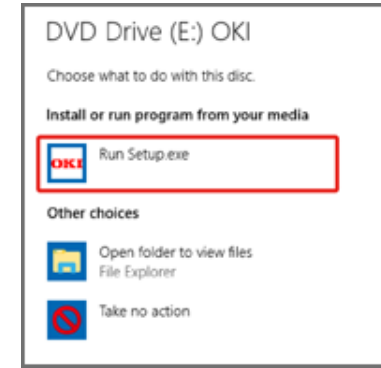 DVD Drive (E:) OKI
Choose what to do with this disc.
Install or run program from your media
OKI
Run Setup.exe
Other choices
Open folder to view files
File Explorer
Take no action